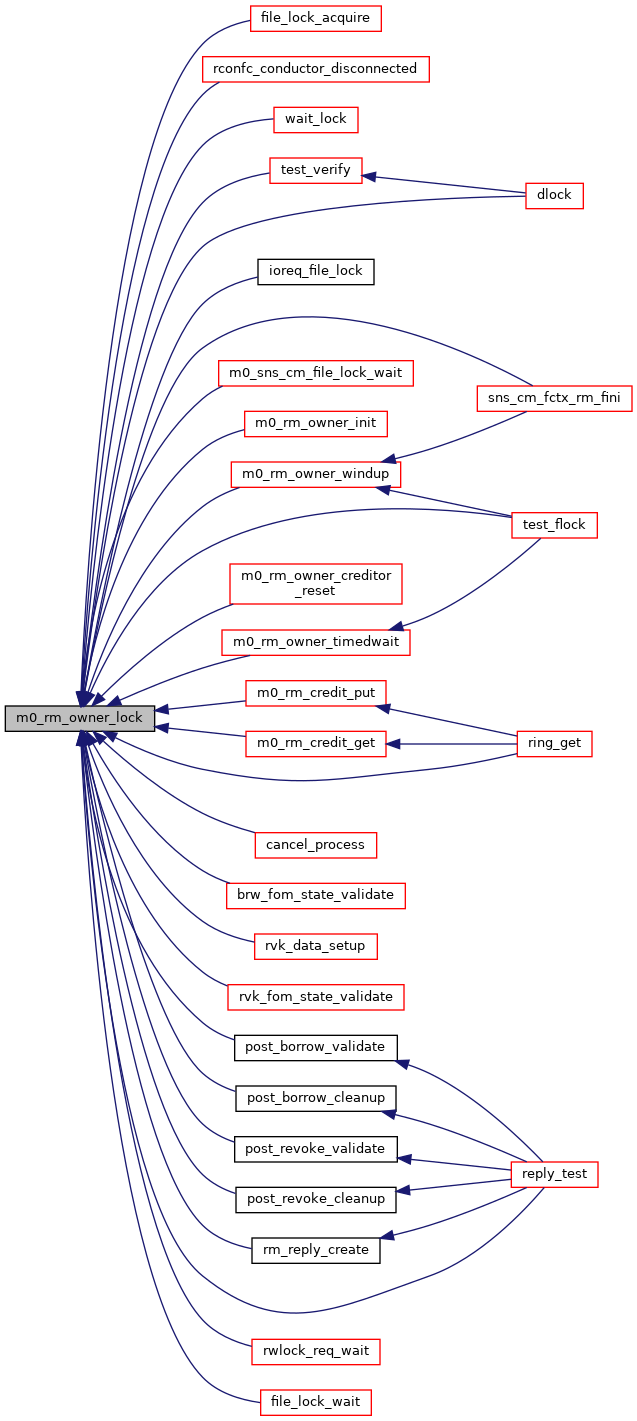 file_lock_acquire
rconfc_conductor_disconnected
wait_lock
test_verify
dlock
ioreq_file_lock
m0_sns_cm_file_lock_wait
sns_cm_fctx_rm_fini
m0_rm_owner_init
m0_rm_owner_windup
test_flock
m0_rm_owner_creditor
_reset
m0_rm_owner_timedwait
m0_rm_credit_put
m0_rm_owner_lock
m0_rm_credit_get
ring_get
cancel_process
brw_fom_state_validate
rvk_data_setup
rvk_fom_state_validate
post_borrow_validate
post_borrow_cleanup
post_revoke_validate
reply_test
post_revoke_cleanup
rm_reply_create
rwlock_req_wait
file_lock_wait